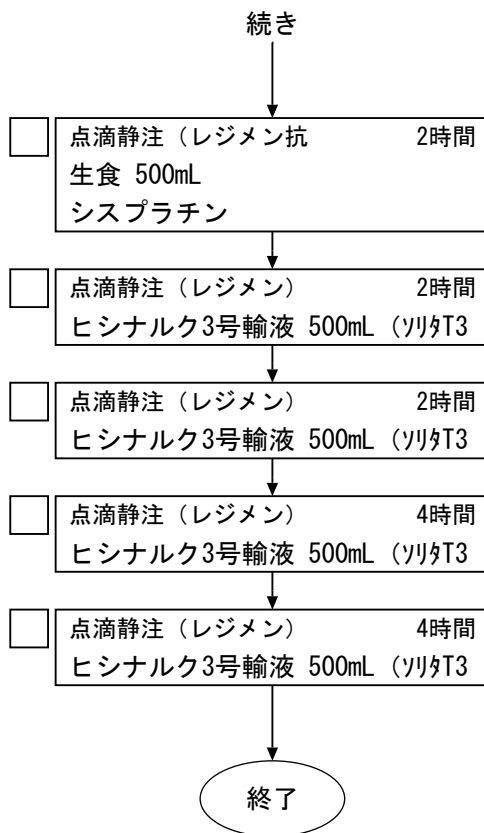 続き
点滴静注（レジメン抗 2時間
生食 500mL
シスプラチン
点滴静注（レジメン） 2時間
ヒシナルク3号輸液 500mL（ｿﾘﾀT3
点滴静注（レジメン） 2時間
ヒシナルク3号輸液 500mL（ｿﾘﾀT3
点滴静注（レジメン） 4時間
ヒシナルク3号輸液 500mL（ｿﾘﾀT3
点滴静注（レジメン） 4時間
ヒシナルク3号輸液 500mL（ｿﾘﾀT3
終了